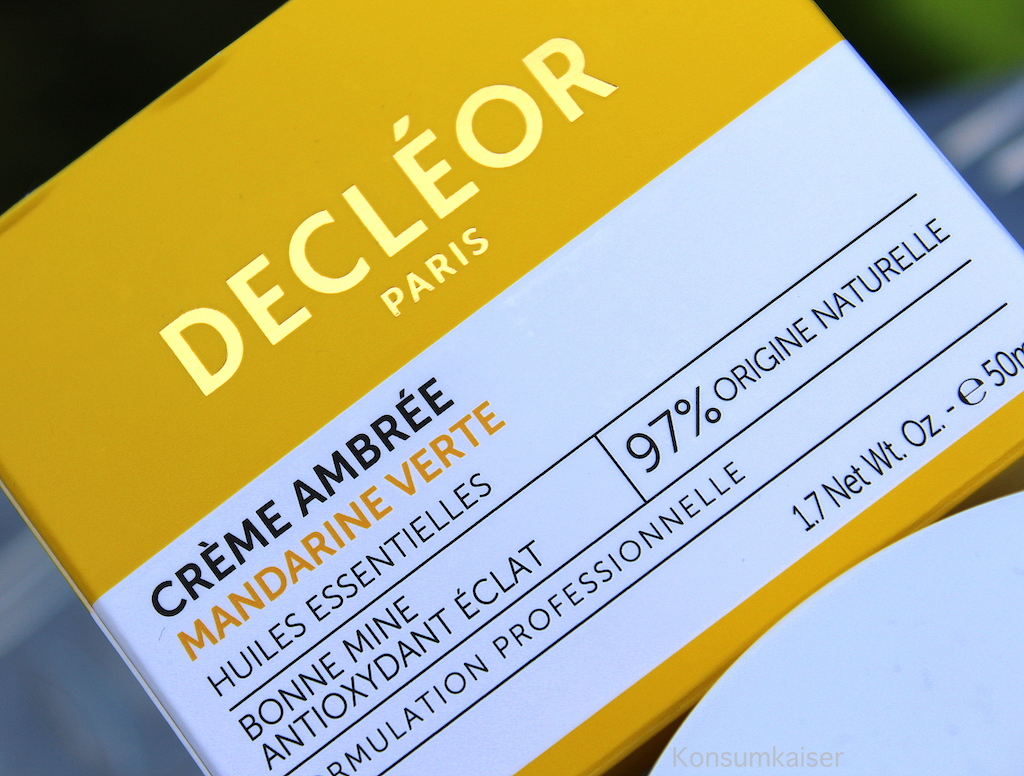 DECLÉOR
PARIS
CRÈME AMBRÉE
MANDARINE VERTE
HUILES ESSENTIELLES
97% ORIGINE NATURELLE
BONNE MINE
ANTIOXYDANT ÉCLAT
RMULATION PROFESSIONNELLE
1.7 Net Wt. Oz. - ℮ 50m
Konsumkaiser